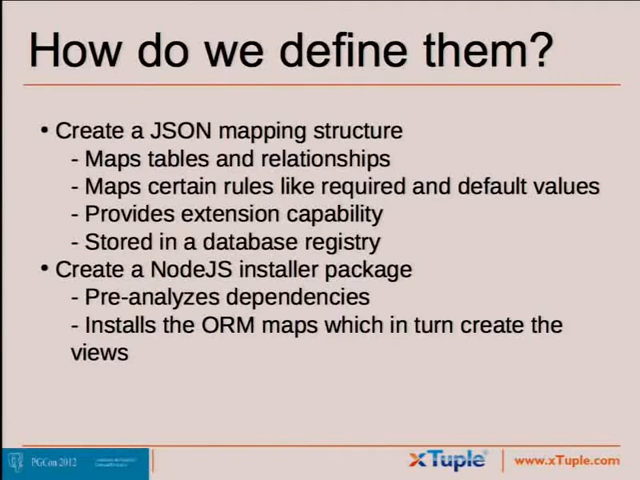 How do we define them?
• Create a JSON mapping structure
- Maps tables and relationships
- Maps certain rules like required and default values
- Provides extension capability
- Stored in a database registry
• Create a NodeJS installer package
- Pre-analyzes dependencies
- Installs the ORM maps which in turn create the
views
PGCon 2012
xTuple
www.xTuple.com